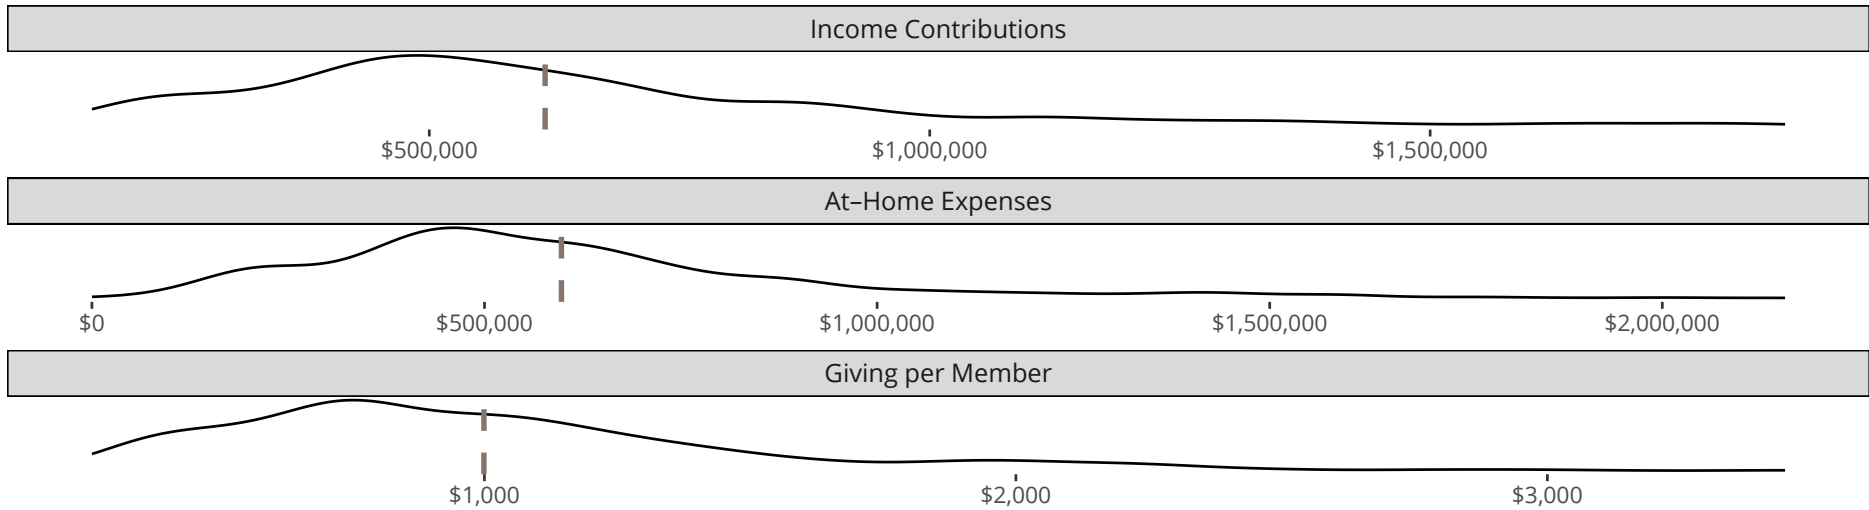 Income Contributions
$500,000 $1,000,000 $1,500,000
At–Home Expenses
$0 $500,000 $1,000,000 $1,500,000 $2,000,000
Giving per Member
$1,000 $2,000 $3,000